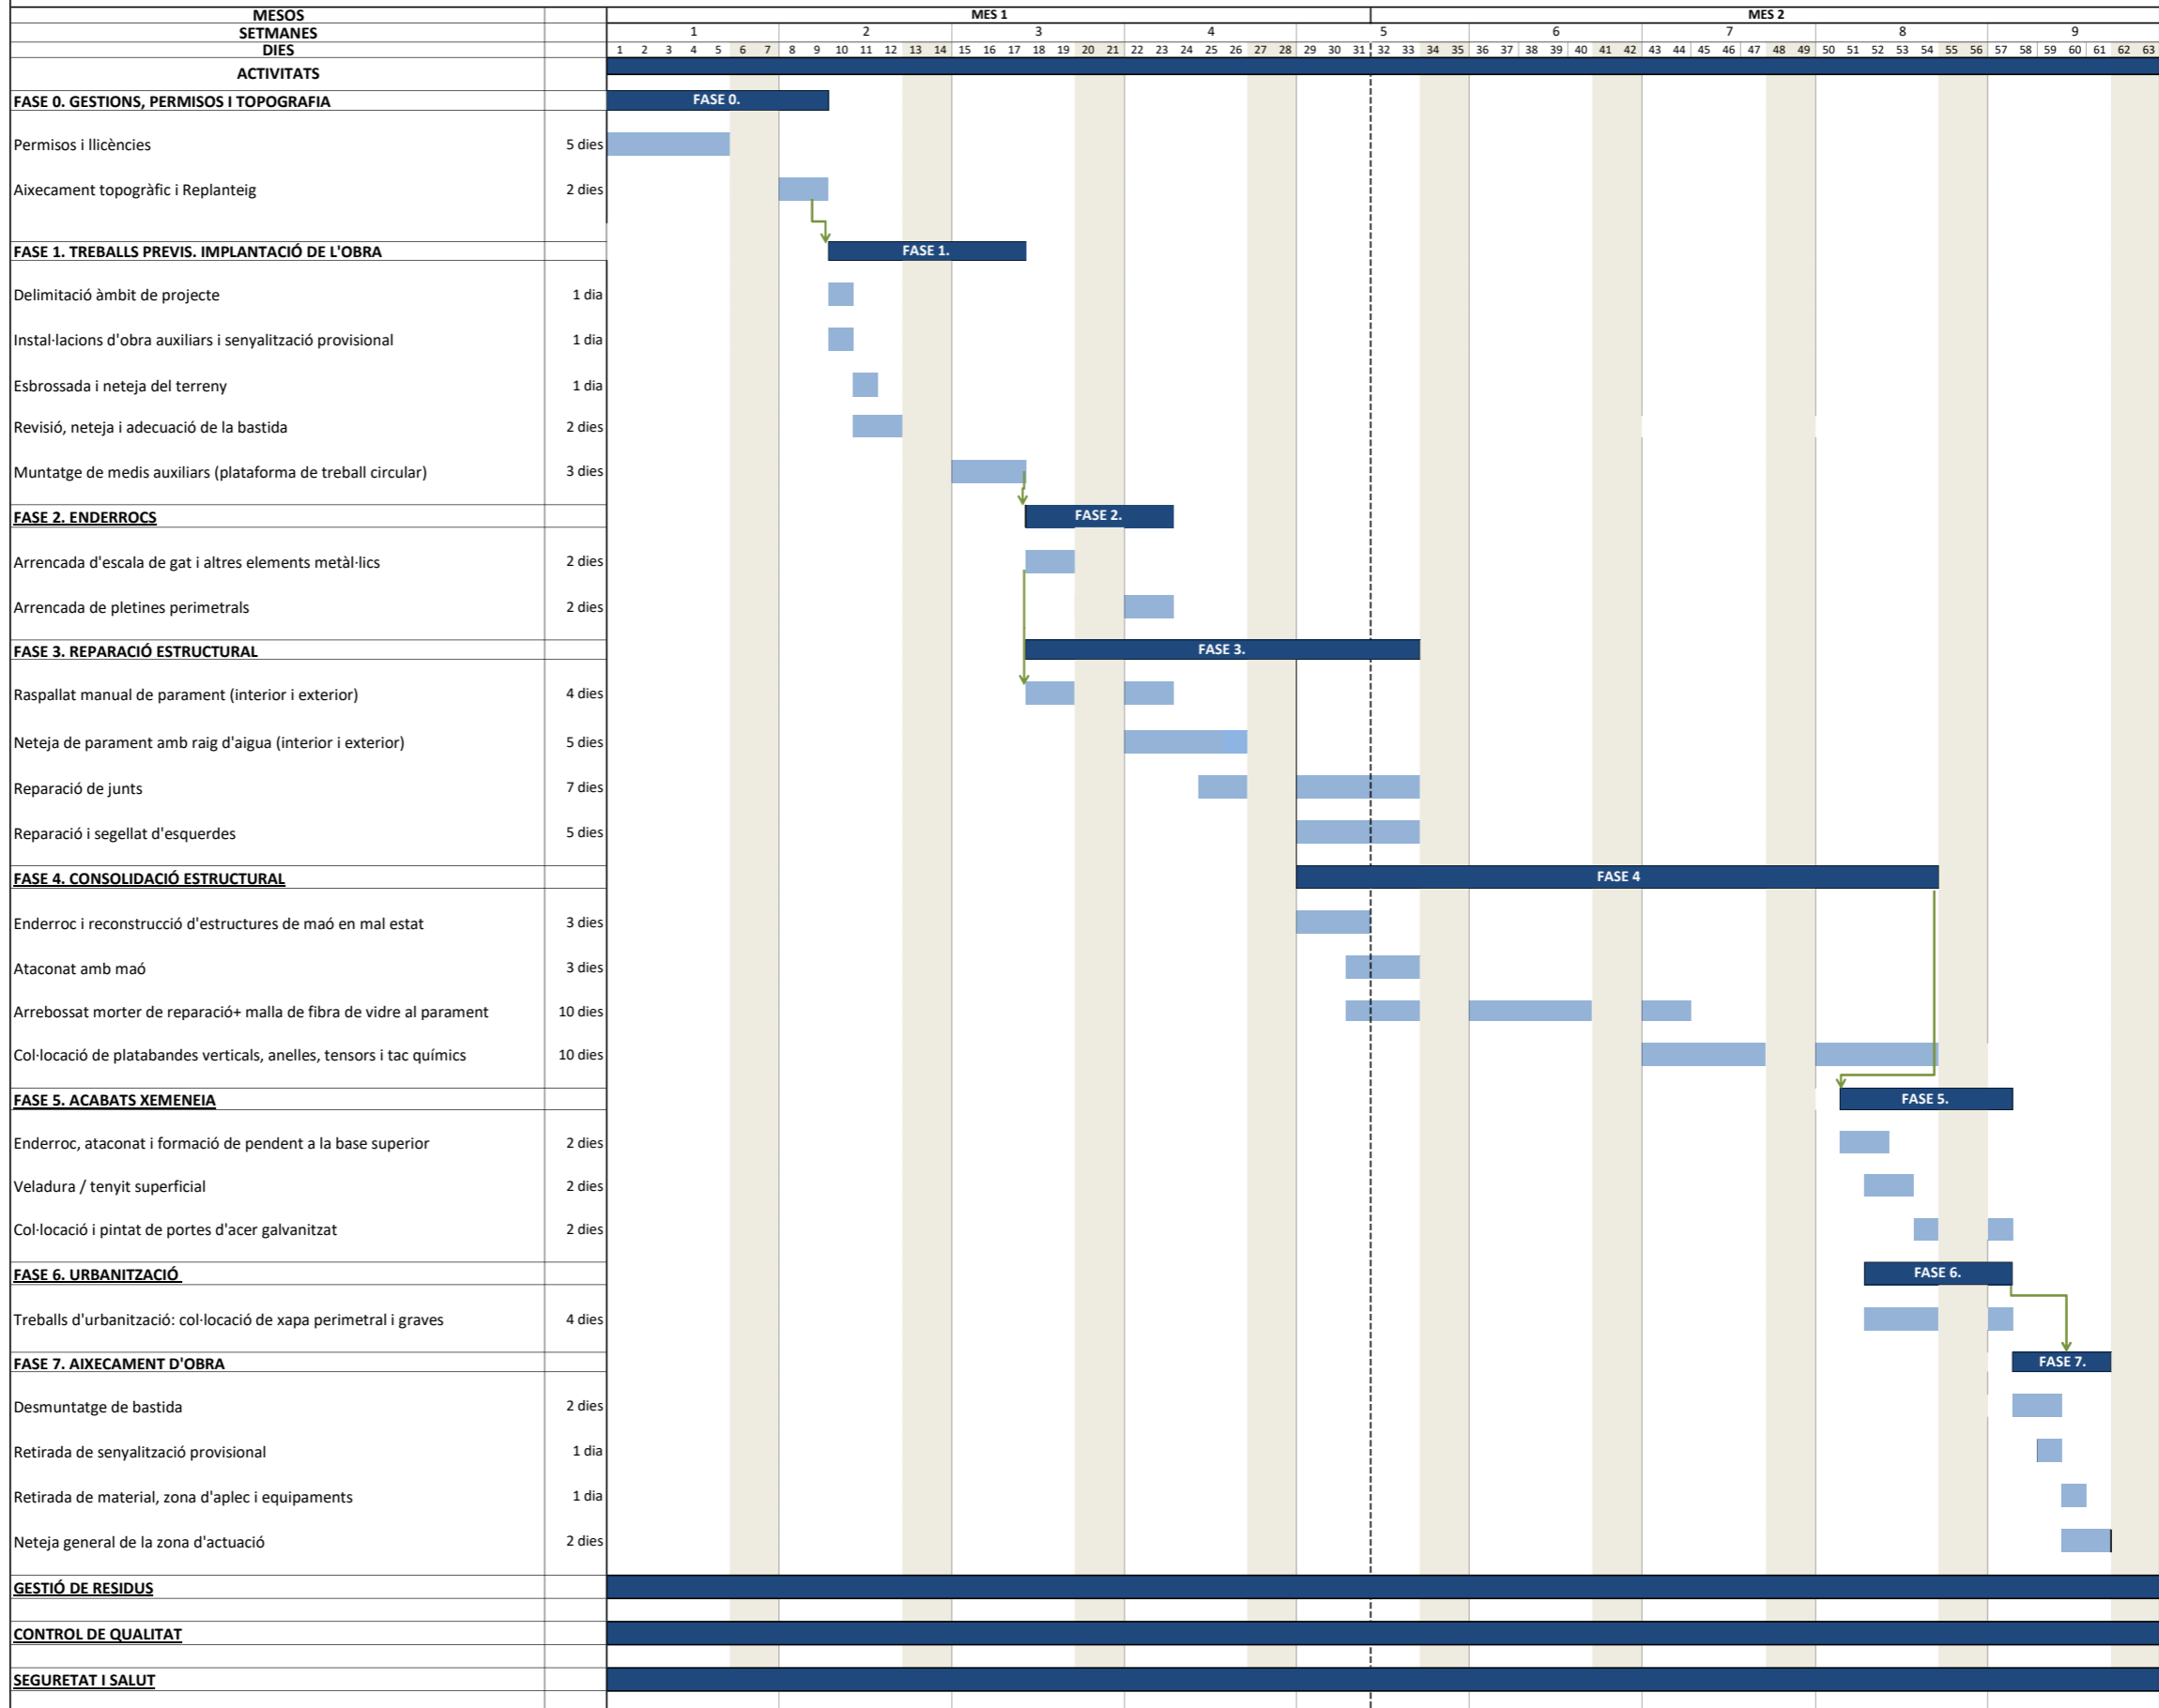 MESOS MES 1 MES 2
SETMANES 1 2 3 4 5 6 7 8 9
DIES 1 2 3 4 5 6 7 8 9 10 11 12 13 14 15 16 17 18 19 20 21 22 23 24 25 26 27 28 29 30 31 32 33 34 35 36 37 38 39 40 41 42 43 44 45 46 47 48 49 50 51 52 53 54 55 56 57 58 59 60 61 62 63
ACTIVITATS
FASE 0. GESTIONS, PERMISOS I TOPOGRAFIA FASE 0.
Permisos i llicències 5 dies
Aixecament topogràfic i Replanteig 2 dies
FASE 1. TREBALLS PREVIS. IMPLANTACIÓ DE L'OBRA FASE 1.
Delimitació àmbit de projecte 1 dia
Instal·lacions d'obra auxiliars i senyalització provisional 1 dia
Esbrossada i neteja del terreny 1 dia
Revisió, neteja i adecuació de la bastida 2 dies
Muntatge de medis auxiliars (plataforma de treball circular) 3 dies
FASE 2. ENDERROCS FASE 2.
Arrencada d'escala de gat i altres elements metàl·lics 2 dies
Arrencada de pletines perimetrals 2 dies
FASE 3. REPARACIÓ ESTRUCTURAL FASE 3.
Raspallat manual de parament (interior i exterior) 4 dies
Neteja de parament amb raig d'aigua (interior i exterior) 5 dies
Reparació de junts 7 dies
Reparació i segellat d'esquerdes 5 dies
FASE 4. CONSOLIDACIÓ ESTRUCTURAL FASE 4
Enderroc i reconstrucció d'estructures de maó en mal estat 3 dies
Ataconat amb maó 3 dies
Arrebossat morter de reparació+ malla de fibra de vidre al parament 10 dies
Col·locació de platabandes verticals, anelles, tensors i tac químics 10 dies
FASE 5. ACABATS XEMENEIA FASE 5.
Enderroc, ataconat i formació de pendent a la base superior 2 dies
Veladura / tenyit superficial 2 dies
Col·locació i pintat de portes d'acer galvanitzat 2 dies
FASE 6. URBANITZACIÓ FASE 6.
Treballs d'urbanització: col·locació de xapa perimetral i graves 4 dies
FASE 7. AIXECAMENT D'OBRA FASE 7.
Desmuntatge de bastida 2 dies
Retirada de senyalització provisional 1 dia
Retirada de material, zona d'aplec i equipaments 1 dia
Neteja general de la zona d'actuació 2 dies
GESTIÓ DE RESIDUS
CONTROL DE QUALITAT
SEGURETAT I SALUT